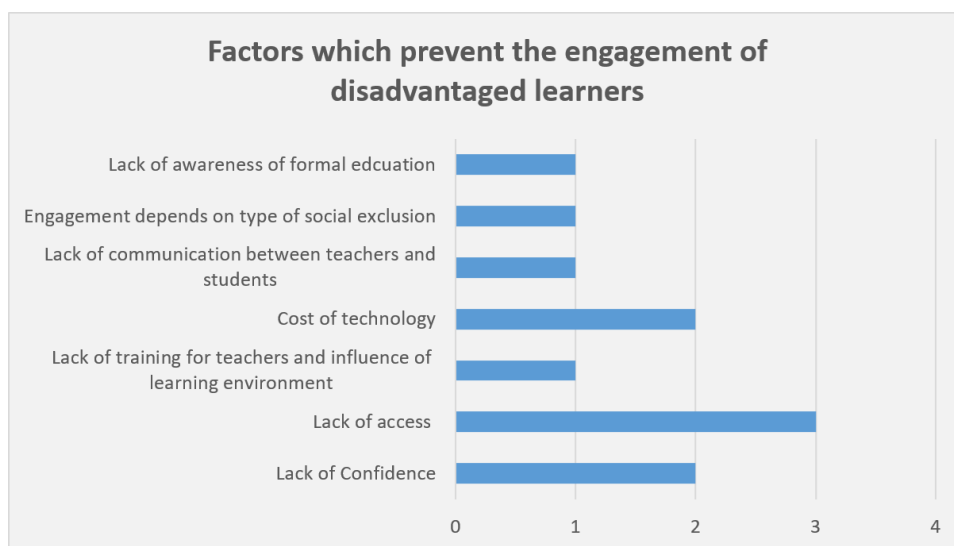 Factors which prevent the engagement of
disadvantaged learners
Lack of awareness of formal edcuation
Engagement depends on type of social exclusion
Lack of communication between teachers and
students
Cost of technology
Lack of training for teachers and influence of
learning environment
Lack of access
Lack of Confidence
0 1 2 3 4